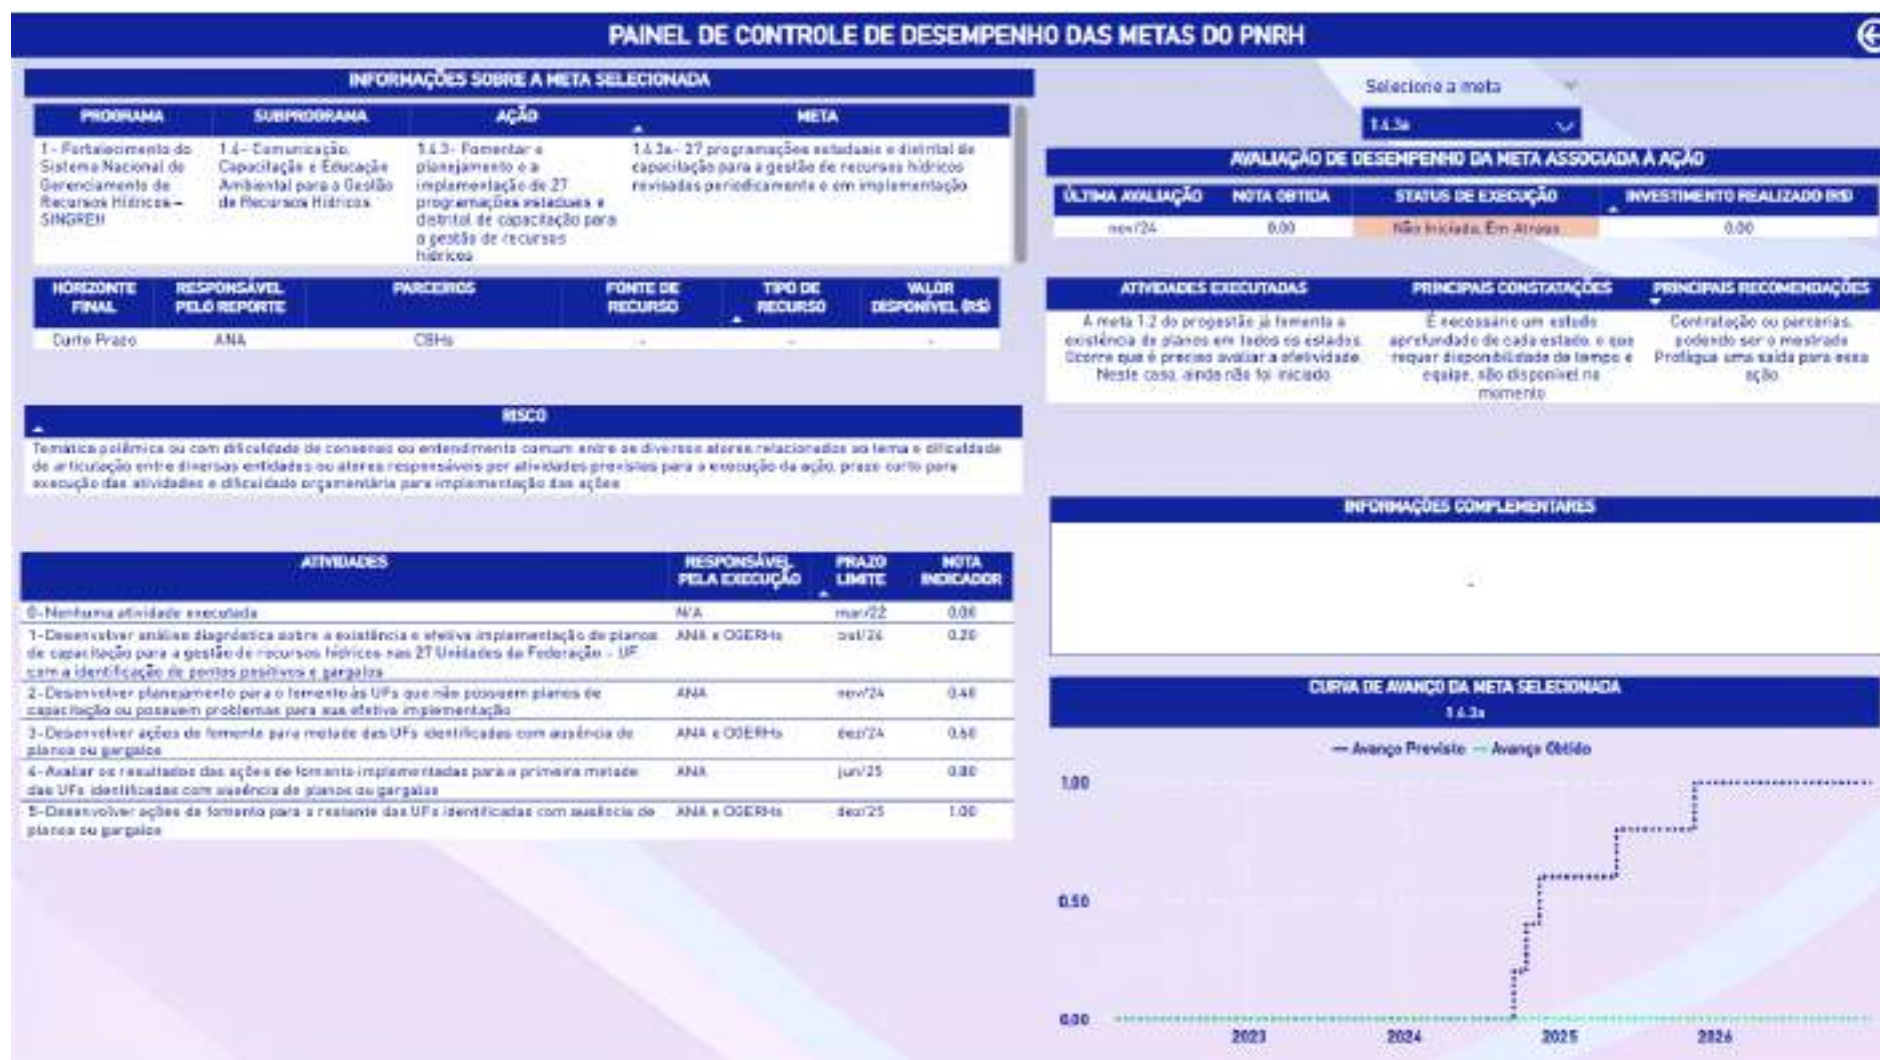 PAINEL DE CONTROLE DE DESEMPENHO DAS METAS DO PNRH
INFORMAÇÕES SOBRE A META SELECIONADA
PROGRAMA SUBPROGRAMA AÇÃO META
1- Fortalecimento do Sistema Nacional de Gerenciamento de Recursos Hídricos – SINGREH
1.4- Comunicação, Capacitação e Educação Ambiental para a Gestão de Recursos Hídricos
1.4.3- Fomentar o planejamento e a implementação de 27 programações estaduais e distrital de capacitação para a gestão de recursos hídricos
1.4.3a- 27 programações estaduais e distrital de capacitação para a gestão de recursos hídricos revisadas periodicamente e em implementação
HORIZONTE FINAL RESPONSÁVEL PELO REPORTE PARCEIROS FONTE DE RECURSO TIPO DE RECURSO VALOR DISPONÍVEL (R$)
Curto Prazo ANA CBHs - - -
RISCO
Temática polêmica ou com dificuldade de consenso ou entendimento comum entre os diversos atores relacionados ao tema e dificuldade
de articulação entre diversas entidades ou atores responsáveis por atividades previstas para a execução da ação, prazo curto para
execução das atividades e dificuldade orçamentária para implementação das ações
ATIVIDADES RESPONSÁVEL PELA EXECUÇÃO PRAZO LIMITE NOTA INDICADOR
0-Nenhuma atividade executada N/A mar/22 0.00
1-Desenvolver análise diagnóstica sobre a existência e efetiva implementação de planos ANA e OGERHs out/24 0.20
de capacitação para a gestão de recursos hídricos nas 27 Unidades da Federação - UF,
com a identificação de pontos positivos e gargalos
2-Desenvolver planejamento para o fomento às UFs que não possuem planos de ANA nov/24 0.40
capacitação ou possuem problemas para sua efetiva implementação
3-Desenvolver ações de fomento para metade das UFs identificadas com ausência de ANA e OGERHs dez/24 0.60
planos ou gargalos
4-Avaliar os resultados das ações de fomento implementadas para a primeira metade ANA jun/25 0.80
das UFs identificadas com ausência de planos ou gargalos
5-Desenvolver ações de fomento para o restante das UFs identificadas com ausência de ANA e OGERHs dez/25 1.00
planos ou gargalos
Selecione a meta
1.4.3a
AVALIAÇÃO DE DESEMPENHO DA META ASSOCIADA À AÇÃO
ÚLTIMA AVALIAÇÃO NOTA OBTIDA STATUS DE EXECUÇÃO INVESTIMENTO REALIZADO (R$)
nov/24 0.00 Não Iniciada, Em Atraso 0.00
ATIVIDADES EXECUTADAS PRINCIPAIS CONSTATAÇÕES PRINCIPAIS RECOMENDAÇÕES
A meta 1.2 do progestão já fomenta a existência de planos em todos os estados. Ocorre que é preciso avaliar a efetividade. Neste caso, ainda não foi iniciado
É necessário um estudo aprofundado de cada estado, o que requer disponibilidade de tempo e equipe, não disponível no momento
Contratação ou parcerias, podendo ser o mestrado Profágua uma saída para essa ação
INFORMAÇÕES COMPLEMENTARES
-
CURVA DE AVANÇO DA META SELECIONADA
1.4.3a
Avanço Previsto Avanço Obtido
1.00
0.50
0.00
2023 2024 2025 2026